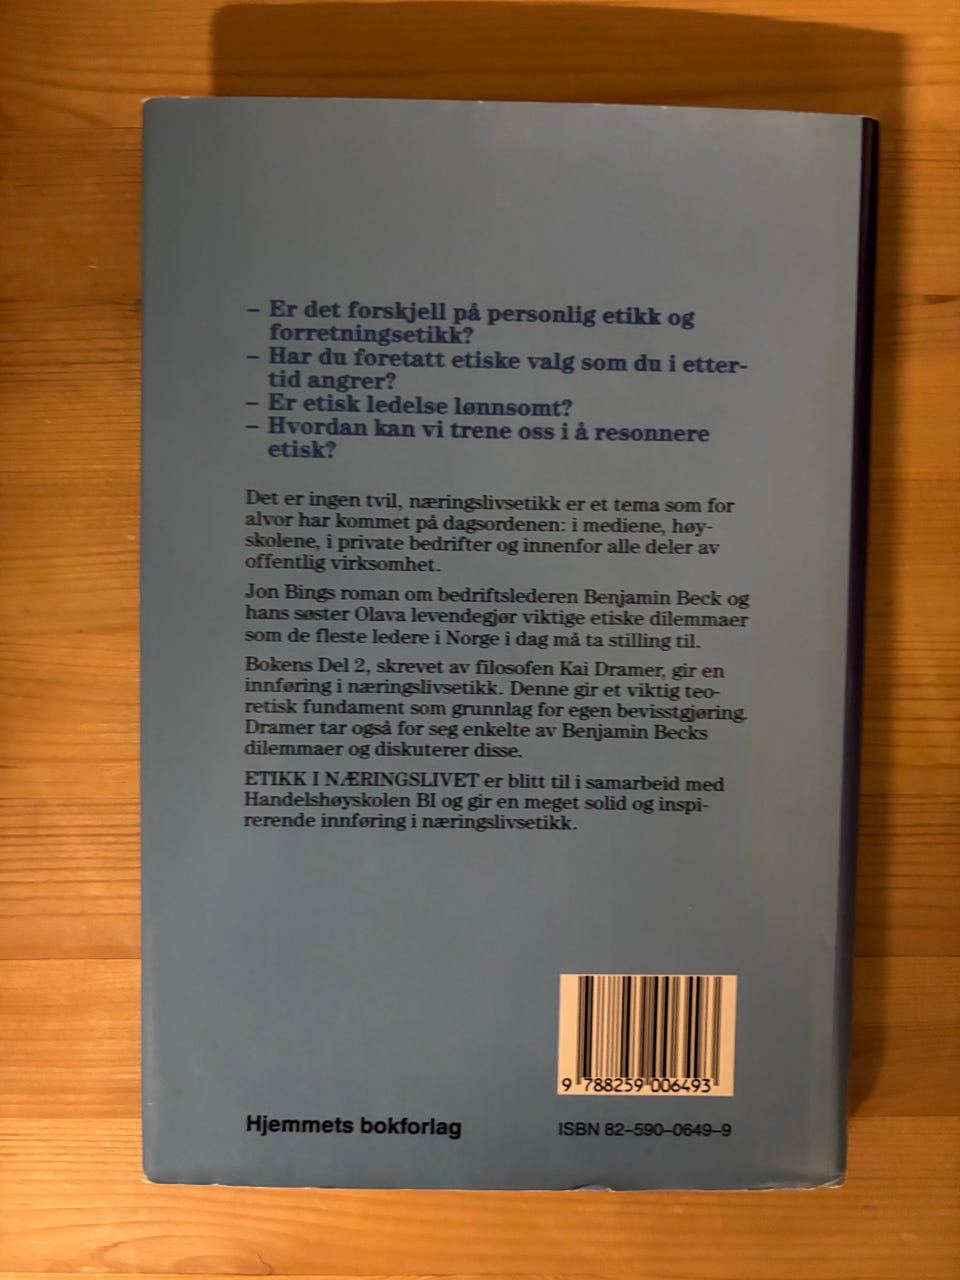 – Er det forskjell på personlig etikk og
forretningsetikk?
– Har du foretatt etiske valg som du i etter-
tid angrer?
– Er etisk ledelse lønnsomt?
– Hvordan kan vi trene oss i å resonnere
etisk?
Det er ingen tvil, næringslivsetikk er et tema som for
alvor har kommet på dagsordenen: i mediene, høy-
skolene, i private bedrifter og innenfor alle deler av
offentlig virksomhet.
Jon Bings roman om bedriftslederen Benjamin Beck og
hans søster Olava levendegjør viktige etiske dilemmaer
som de fleste ledere i Norge i dag må ta stilling til.
Bokens Del 2, skrevet av filosofen Kai Dramer, gir en
innføring i næringslivsetikk. Denne gir et viktig teo-
retisk fundament som grunnlag for egen bevisstgjøring.
Dramer tar også for seg enkelte av Benjamin Becks
dilemmaer og diskuterer disse.
ETIKK I NÆRINGSLIVET er blitt til i samarbeid med
Handelshøyskolen BI og gir en meget solid og inspi-
rerende innføring i næringslivsetikk.
9 788259 006493
Hjemmets bokforlag
ISBN 82–590–0649–9